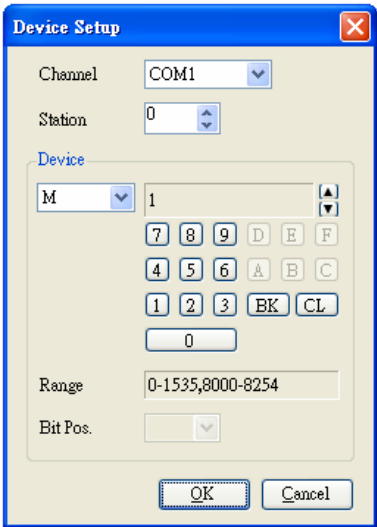 Device Setup
Channel COM1
Station 0
Device
M 1
7 8 9 D E F
4 5 6 A B C
1 2 3 BK CL
0
Range 0-1535,8000-8254
Bit Pos.
OK Cancel